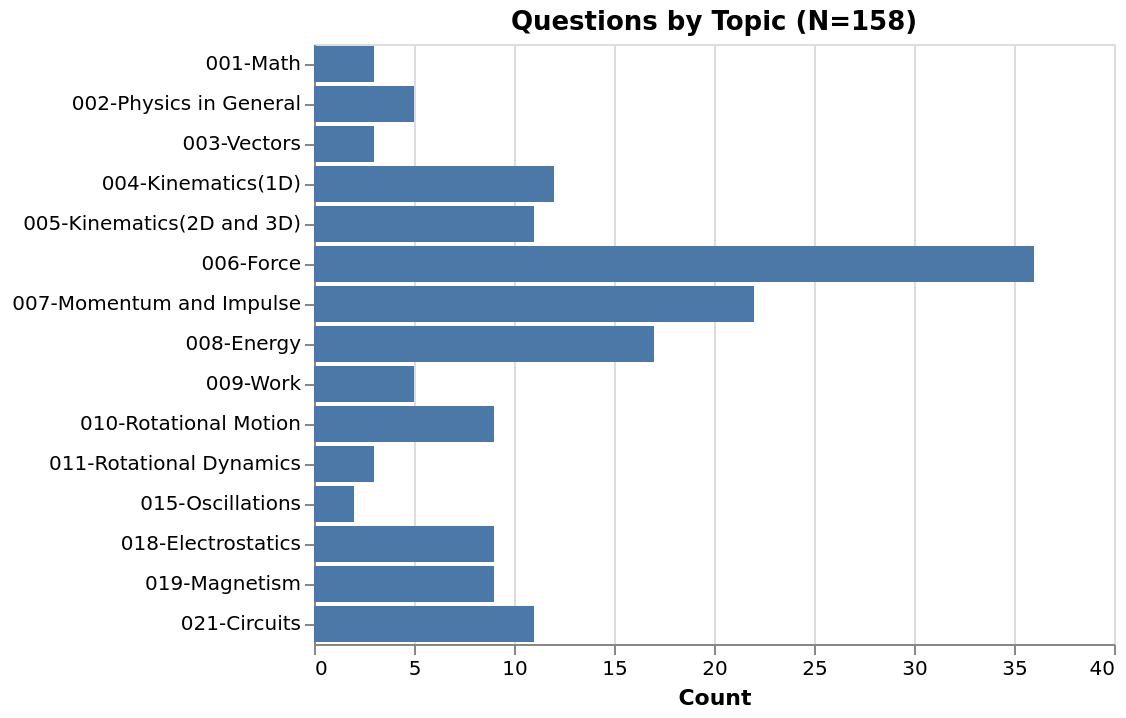 Questions by Topic (N=158)
001-Math
002-Physics in General
003-Vectors
004-Kinematics(1D)
005-Kinematics(2D and 3D)
006-Force
007-Momentum and Impulse
008-Energy
009-Work
010-Rotational Motion
011-Rotational Dynamics
015-Oscillations
018-Electrostatics
019-Magnetism
021-Circuits
0 5 10 15 20 25 30 35 40
Count